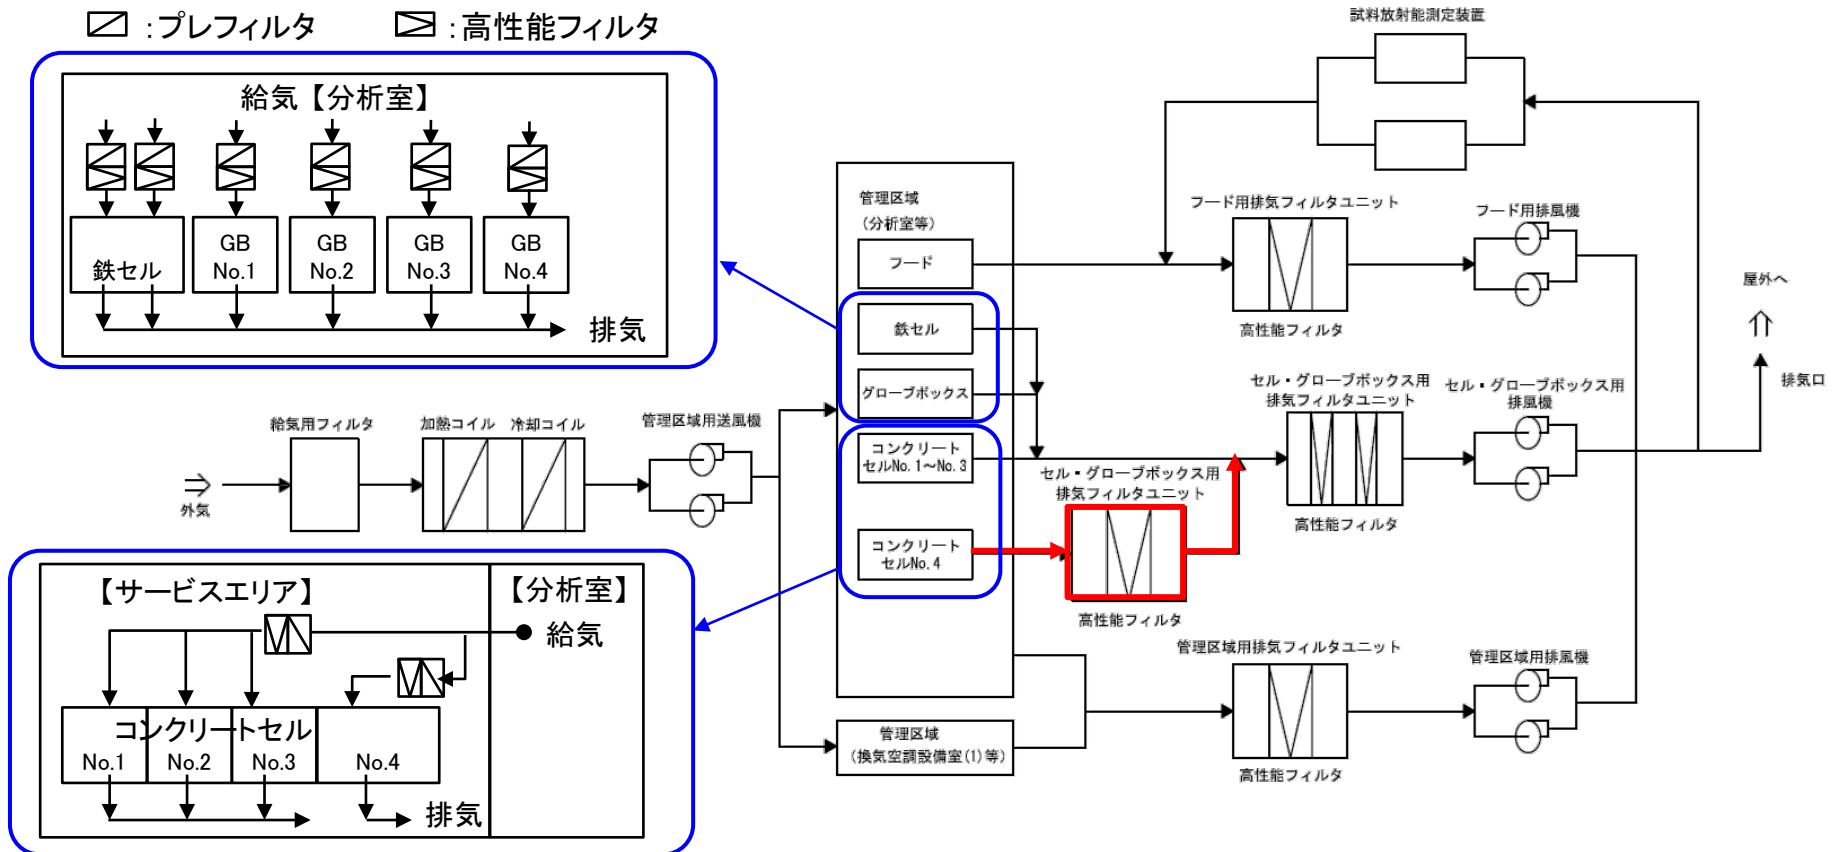 ：プレフィルタ
：高性能フィルタ
給気【分析室】
鉄セル
GB
No.1
GB
No.2
GB
No.3
GB
No.4
排気
試料放射能測定装置
管理区域
(分析室等)
フード
鉄セル
グローブボックス
コンクリート
セルNo.1～No.3
コンクリート
セルNo.4
フード用排気フィルタユニット
高性能フィルタ
フード用排風機
屋外へ
排気口
セル・グローブボックス用
排気フィルタユニット
高性能フィルタ
セル・グローブボックス用
排風機
給気用フィルタ
加熱コイル
冷却コイル
管理区域用送風機
外気
セル・グローブボックス用
排気フィルタユニット
高性能フィルタ
管理区域用排気フィルタユニット
高性能フィルタ
管理区域用排風機
管理区域
(換気空調設備室(1)等)
【サービスエリア】
【分析室】
給気
コンクリートセル
No.1
No.2
No.3
No.4
排気